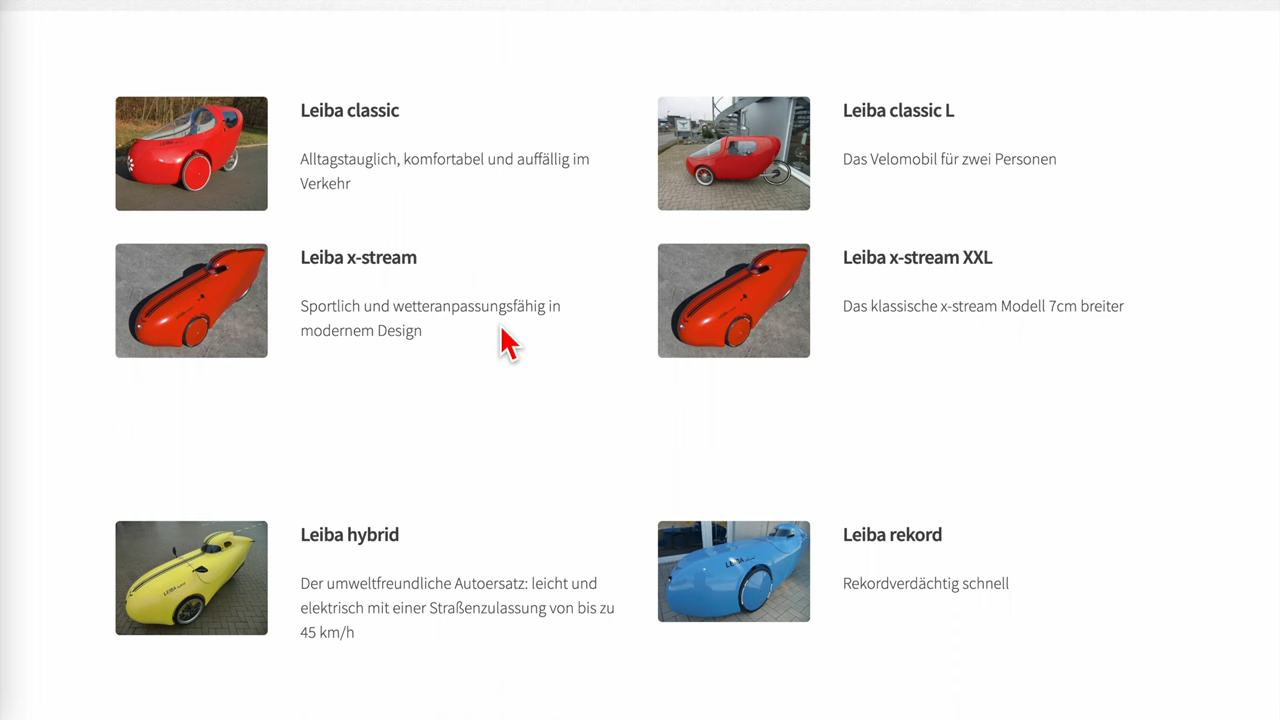 Leiba classic
Alltagstauglich, komfortabel und auffällig im
Verkehr
Leiba classic L
Das Velomobil für zwei Personen
Leiba x-stream
Sportlich und wetteranpassungsfähig in
modernem Design
Leiba x-stream XXL
Das klassische x-stream Modell 7cm breiter
Leiba hybrid
Der umweltfreundliche Autoersatz: leicht und
elektrisch mit einer Straßenzulassung von bis zu
45 km/h
Leiba rekord
Rekordverdächtig schnell